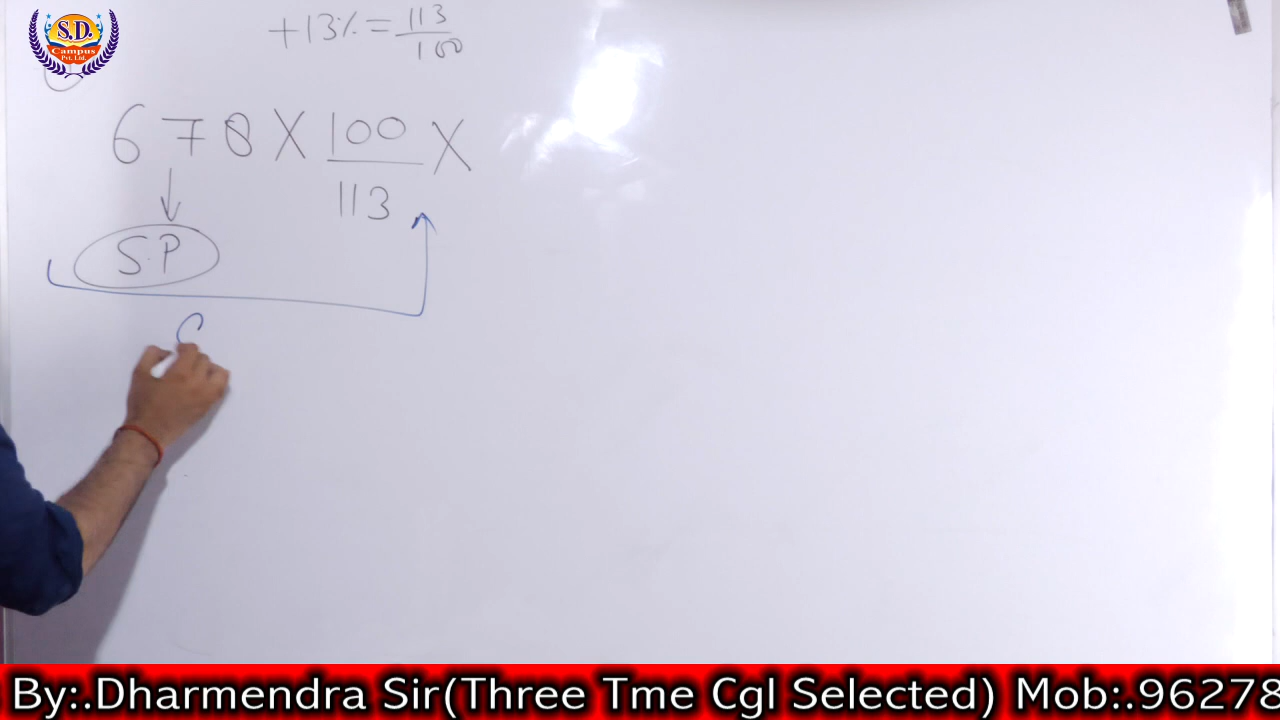 S.D.
Campus
Pvt. Ltd.
+13% = 113/100
678 X 100/113 X
S.P
C
By:.Dharmendra Sir(Three Tme Cgl Selected) Mob:.96278